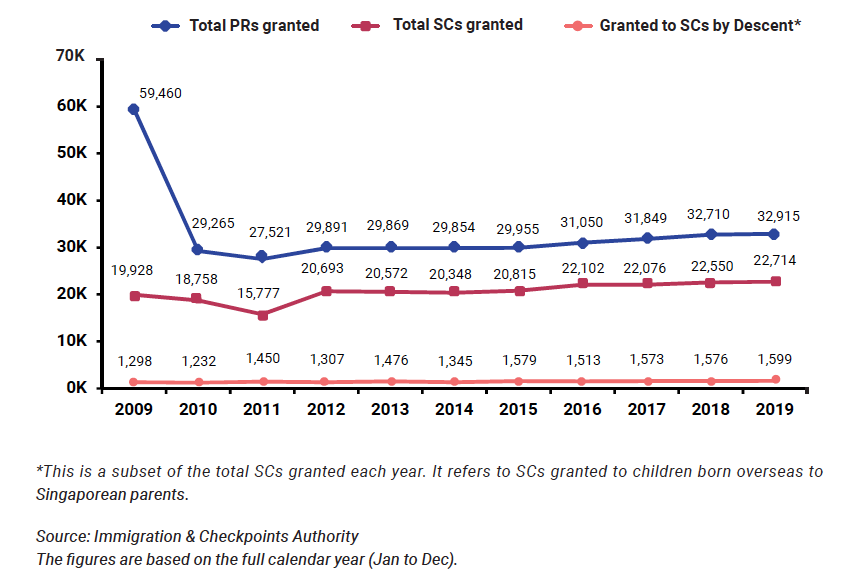 Total PRs granted Total SCs granted Granted to SCs by Descent*
70K
60K
50K
40K
30K
20K
10K
0K
59,460 29,265 27,521 29,891 29,869 29,854 29,955 31,050 31,849 32,710 32,915
19,928 18,758 15,777 20,693 20,572 20,348 20,815 22,102 22,076 22,550 22,714
1,298 1,232 1,450 1,307 1,476 1,345 1,579 1,513 1,573 1,576 1,599
2009 2010 2011 2012 2013 2014 2015 2016 2017 2018 2019
*This is a subset of the total SCs granted each year. It refers to SCs granted to children born overseas to
Singaporean parents.
Source: Immigration & Checkpoints Authority
The figures are based on the full calendar year (Jan to Dec).